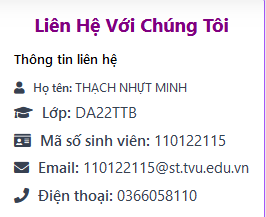 Liên Hệ Với Chúng Tôi
Thông tin liên hệ
Họ tên: THẠCH NHỰT MINH
Lớp: DA22TTB
Mã số sinh viên: 110122115
Email: 110122115@st.tvu.edu.vn
Điện thoại: 0366058110